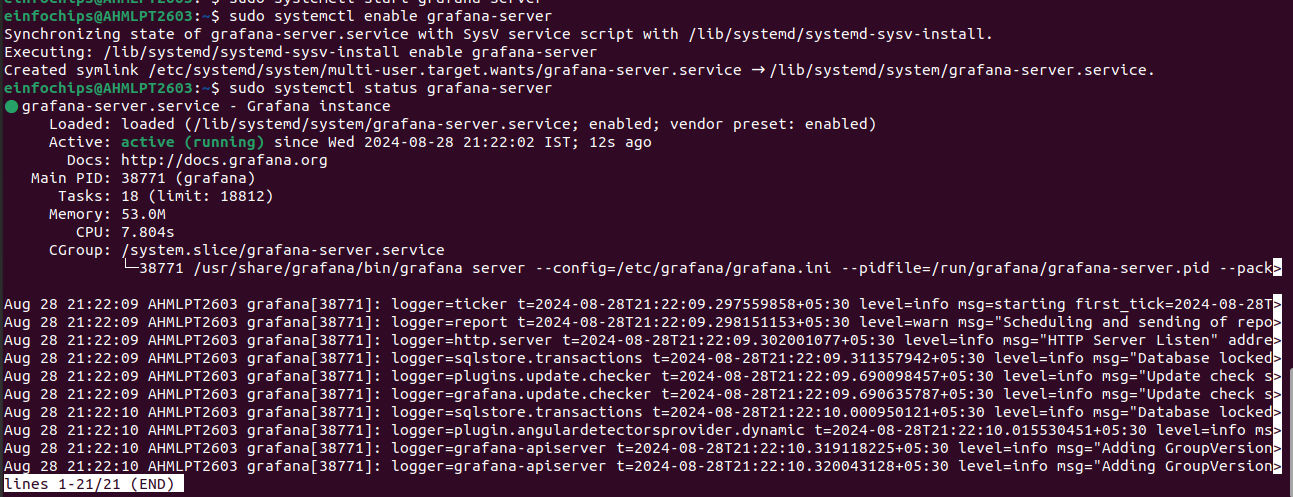 einfochips@AHMLPT2603:~$ sudo systemctl start grafana-server
einfochips@AHMLPT2603:~$ sudo systemctl enable grafana-server
Synchronizing state of grafana-server.service with SysV service script with /lib/systemd/systemd-sysv-install.
Executing: /lib/systemd/systemd-sysv-install enable grafana-server
Created symlink /etc/systemd/system/multi-user.target.wants/grafana-server.service → /lib/systemd/system/grafana-server.service.
einfochips@AHMLPT2603:~$ sudo systemctl status grafana-server
● grafana-server.service - Grafana instance
     Loaded: loaded (/lib/systemd/system/grafana-server.service; enabled; vendor preset: enabled)
     Active: active (running) since Wed 2024-08-28 21:22:02 IST; 12s ago
       Docs: http://docs.grafana.org
   Main PID: 38771 (grafana)
      Tasks: 18 (limit: 18812)
     Memory: 53.0M
        CPU: 7.804s
     CGroup: /system.slice/grafana-server.service
             └─38771 /usr/share/grafana/bin/grafana server --config=/etc/grafana/grafana.ini --pidfile=/run/grafana/grafana-server.pid --pack>

Aug 28 21:22:09 AHMLPT2603 grafana[38771]: logger=ticker t=2024-08-28T21:22:09.297559858+05:30 level=info msg=starting first_tick=2024-08-28T>
Aug 28 21:22:09 AHMLPT2603 grafana[38771]: logger=report t=2024-08-28T21:22:09.298151153+05:30 level=warn msg="Scheduling and sending of repo>
Aug 28 21:22:09 AHMLPT2603 grafana[38771]: logger=http.server t=2024-08-28T21:22:09.302001077+05:30 level=info msg="HTTP Server Listen" addre>
Aug 28 21:22:09 AHMLPT2603 grafana[38771]: logger=sqlstore.transactions t=2024-08-28T21:22:09.311357942+05:30 level=info msg="Database locked>
Aug 28 21:22:09 AHMLPT2603 grafana[38771]: logger=plugins.update.checker t=2024-08-28T21:22:09.690098457+05:30 level=info msg="Update check s>
Aug 28 21:22:09 AHMLPT2603 grafana[38771]: logger=grafana.update.checker t=2024-08-28T21:22:09.690635787+05:30 level=info msg="Update check s>
Aug 28 21:22:10 AHMLPT2603 grafana[38771]: logger=sqlstore.transactions t=2024-08-28T21:22:10.000950121+05:30 level=info msg="Database locked>
Aug 28 21:22:10 AHMLPT2603 grafana[38771]: logger=plugin.angulardetectorsprovider.dynamic t=2024-08-28T21:22:10.015530451+05:30 level=info ms>
Aug 28 21:22:10 AHMLPT2603 grafana[38771]: logger=grafana-apiserver t=2024-08-28T21:22:10.319118225+05:30 level=info msg="Adding GroupVersion>
Aug 28 21:22:10 AHMLPT2603 grafana[38771]: logger=grafana-apiserver t=2024-08-28T21:22:10.320043128+05:30 level=info msg="Adding GroupVersion>
lines 1-21/21 (END)